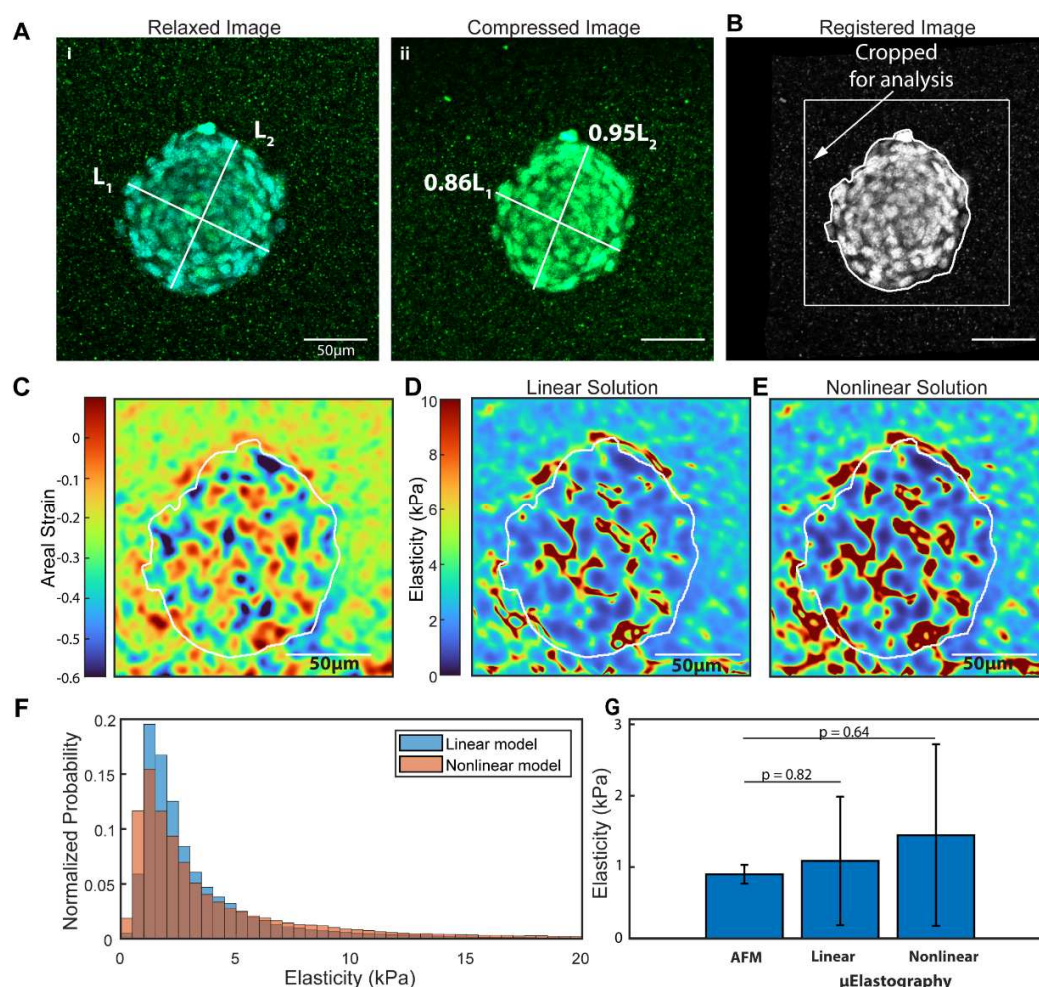 A
Relaxed Image
Compressed Image
B
Registered Image
i
L1
L2
50µm
ii
0.86L1
0.95L2
Cropped
for analysis
C
D
Linear Solution
E
Nonlinear Solution
Areal Strain
0
-0.1
-0.2
-0.3
-0.4
-0.5
-0.6
50µm
Elasticity (kPa)
10
8
6
4
2
0
50µm
50µm
F
Normalized Probability
0.2
0.15
0.1
0.05
0
Linear model
Nonlinear model
0 5 10 15 20
Elasticity (kPa)
G
Elasticity (kPa)
3
2
1
0
p = 0.64
p = 0.82
AFM Linear Nonlinear
µElastography